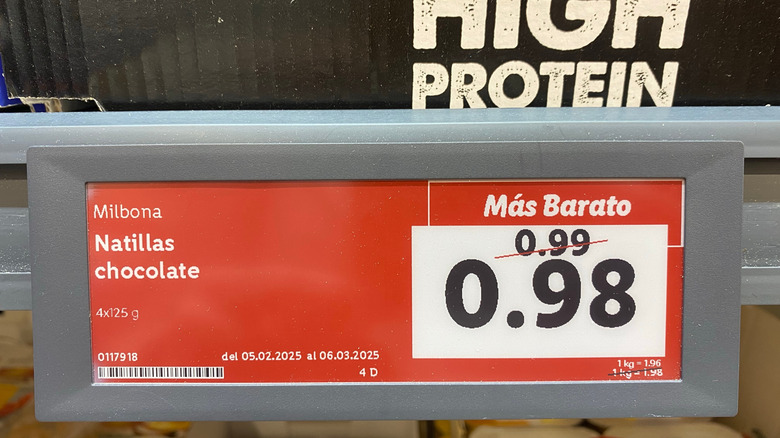 HIGH
PROTEIN
Milbona
Natillas
chocolate
4x125 g
0117918
del 05.02.2025 al 06.03.2025
4 D
Más Barato
0.99
0.98
1 kg = 1.96
1 kg = 1.98